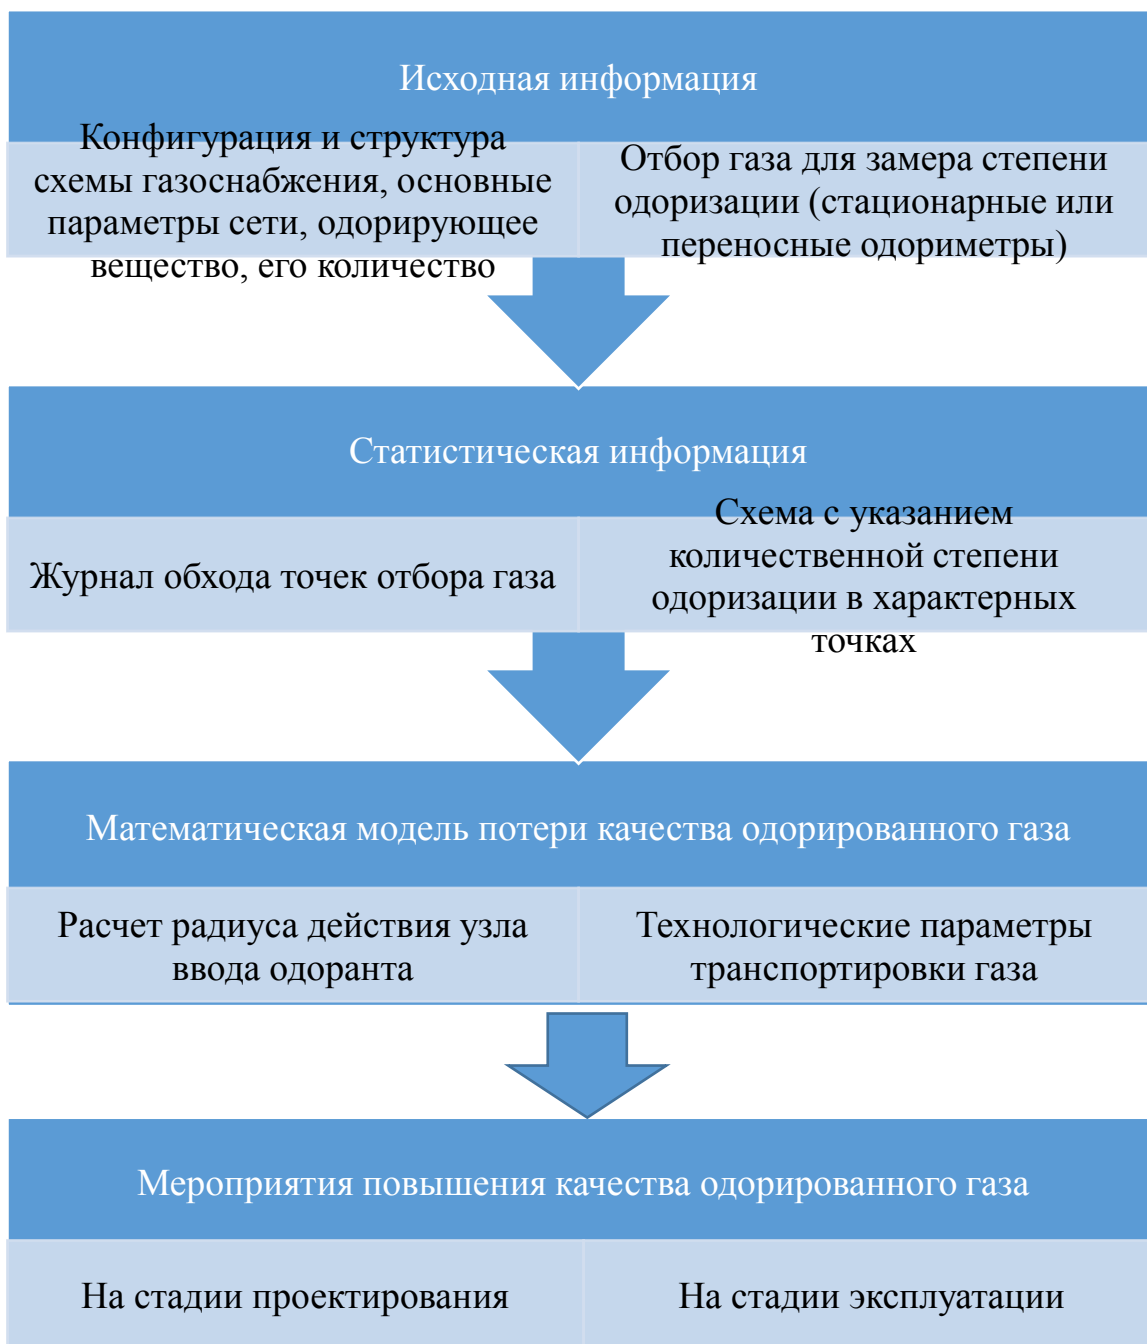 Исходная информация
Конфигурация и структура
схемы газоснабжения, основные
параметры сети, одорирующее
вещество, его количество
Отбор газа для замера степени
одоризации (стационарные или
переносные одориметры)
Статистическая информация
Журнал обхода точек отбора газа
Схема с указанием
количественной степени
одоризации в характерных
точках
Математическая модель потери качества одорированного газа
Расчет радиуса действия узла
ввода одоранта
Технологические параметры
транспортировки газа
Мероприятия повышения качества одорированного газа
На стадии проектирования
На стадии эксплуатации